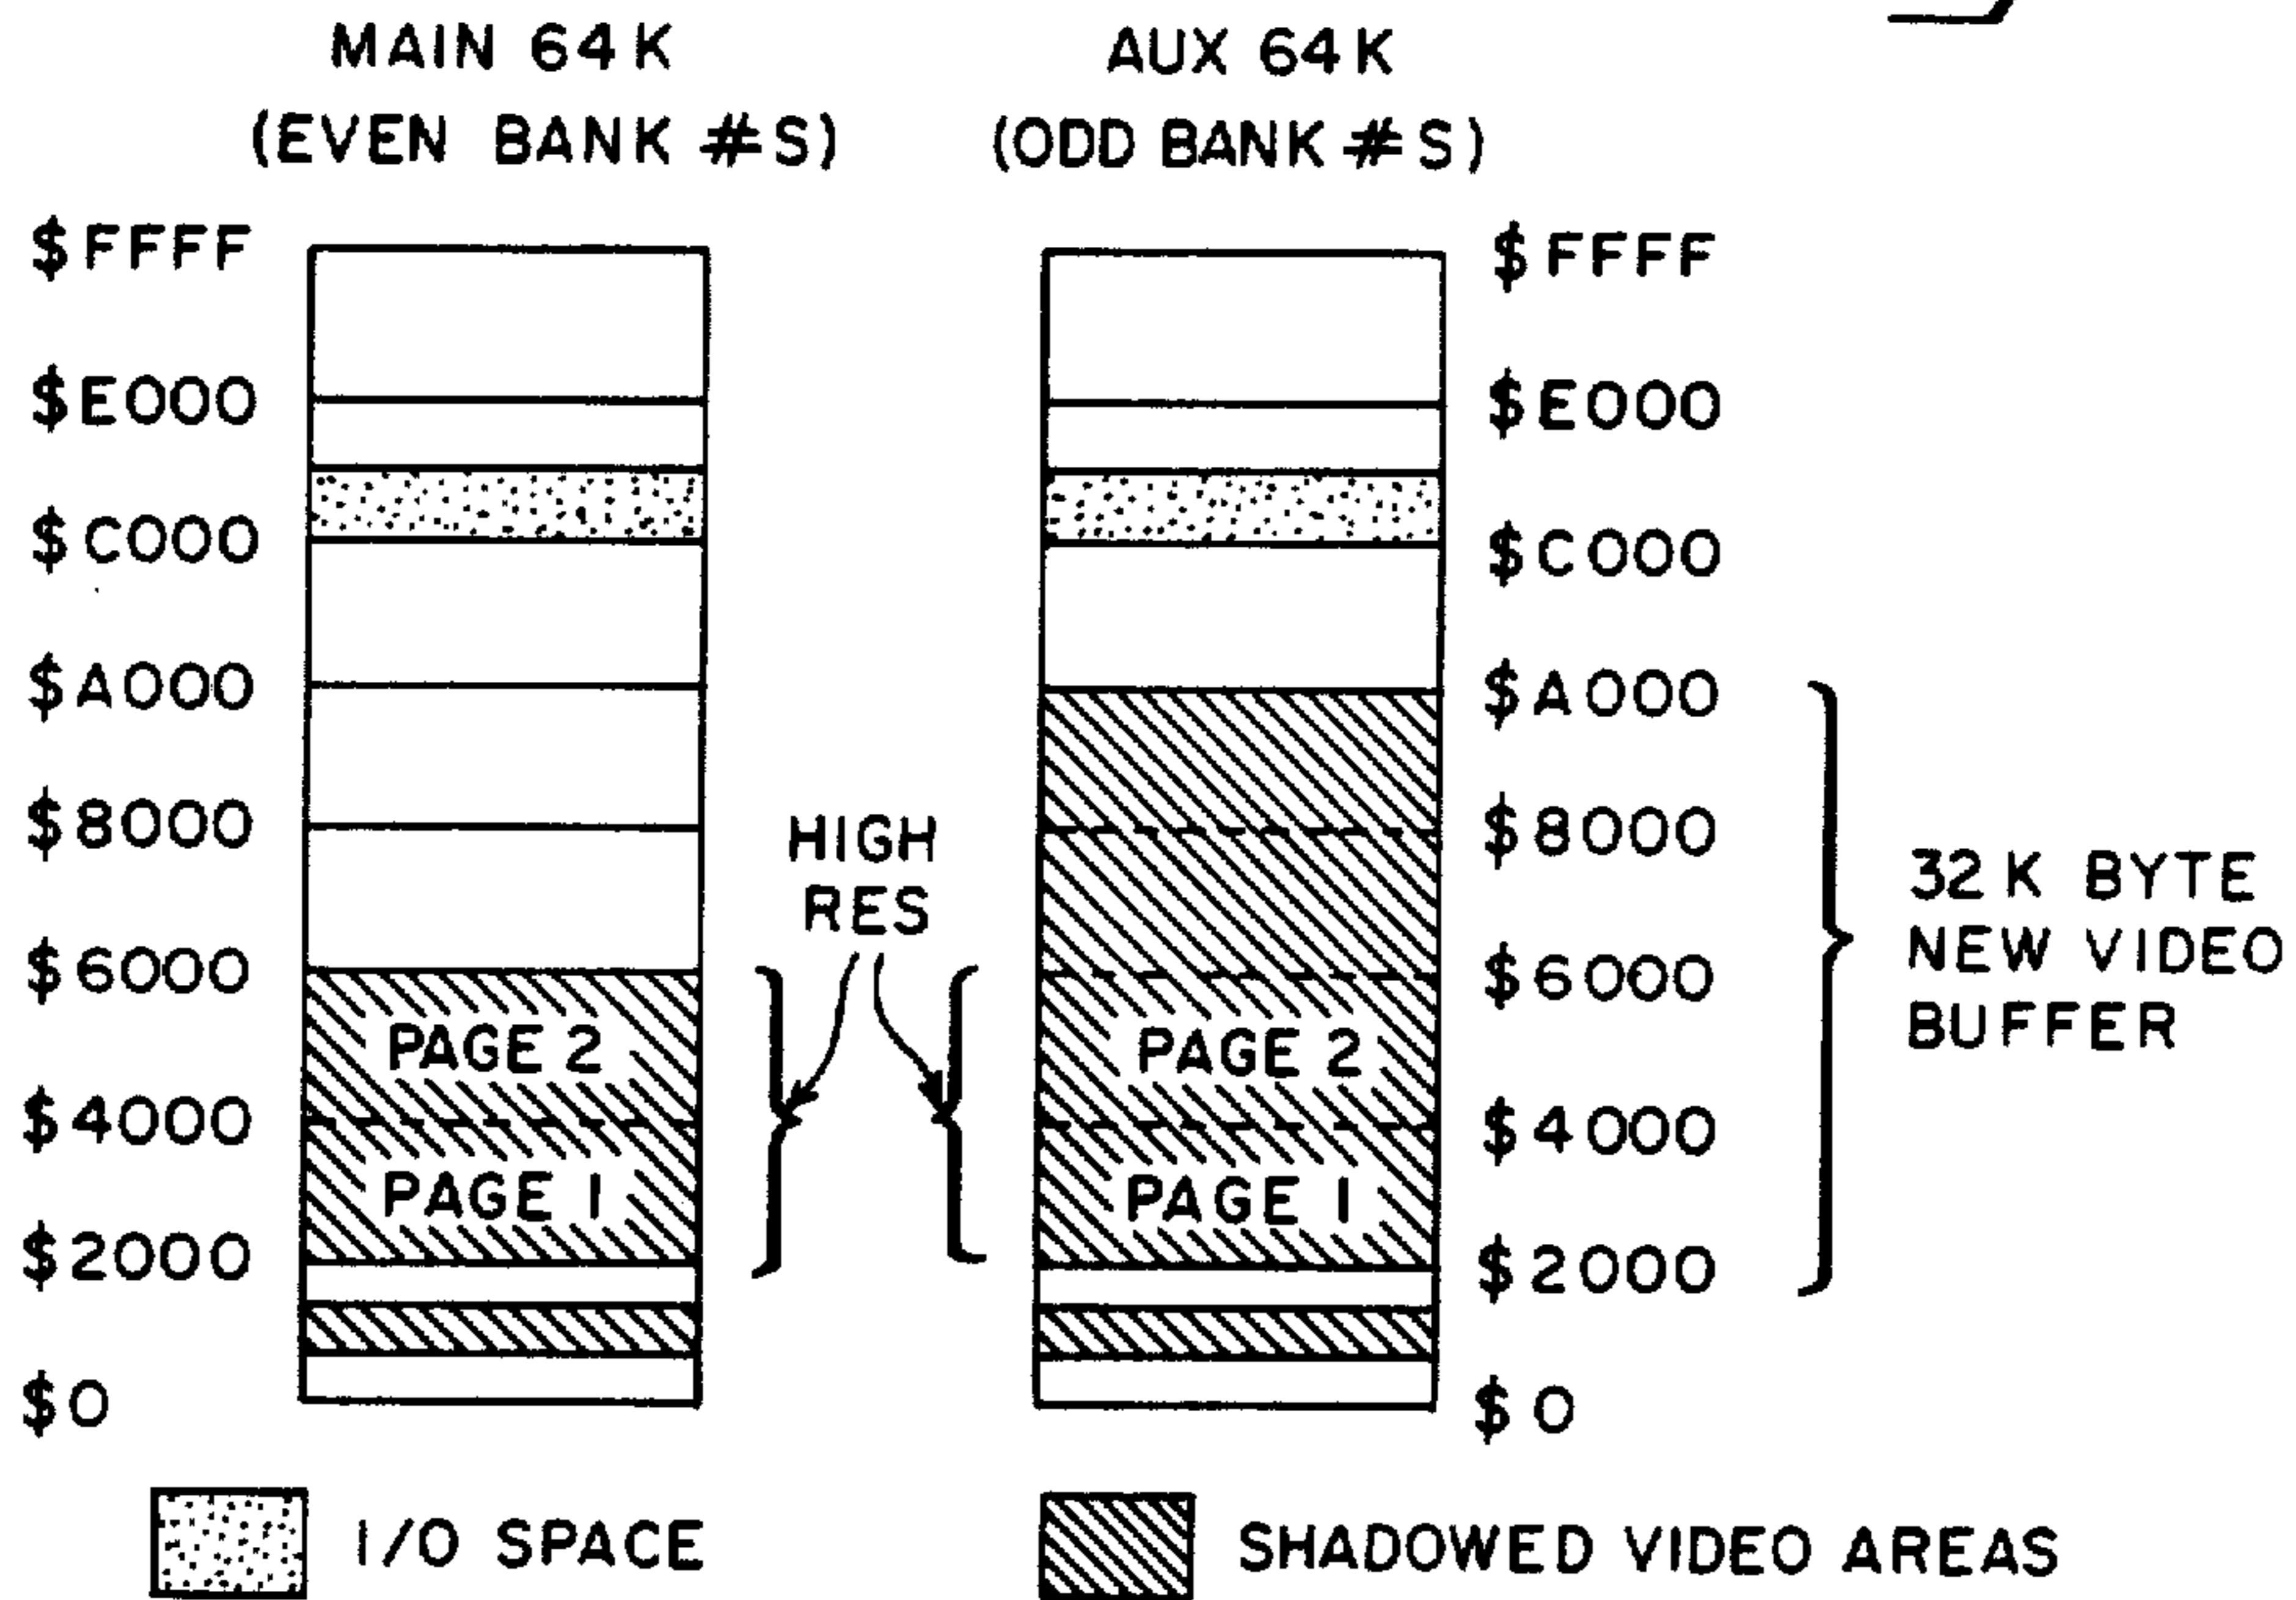 MAIN 64K
(EVEN BANK #S)
AUX 64K
(ODD BANK #S)
$FFFF
$E000
$C000
$A000
$8000
$6000
$4000
$2000
$0
PAGE 2
PAGE 1
HIGH
RES
PAGE 2
PAGE 1
$FFFF
$E000
$C000
$A000
$8000
$6000
$4000
$2000
$0
32K BYTE
NEW VIDEO
BUFFER
I/O SPACE
SHADOWED VIDEO AREAS